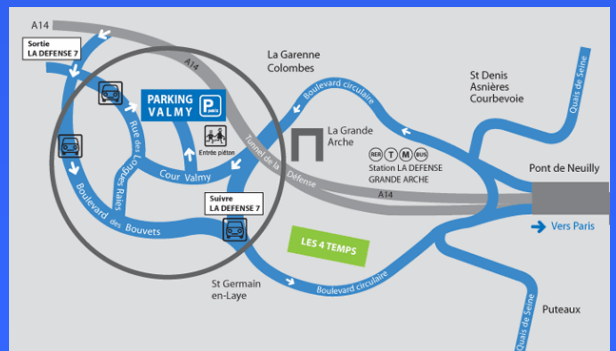 A14
Sortie
LA DEFENSE 7
A14
La Garenne
Colombes
Boulevard circulaire
St Denis
Asnières
Courbevoie
Quais de Seine
PARKING
VALMY
P
Entrée piéton
Rue des Longues Raies
Cour Valmy
Tunnel de la Défense
La Grande
Arche
RER T M BUS
Station LA DEFENSE
GRANDE ARCHE
A14
Pont de Neuilly
Vers Paris
Boulevard des Bouvets
Suivre
LA DEFENSE 7
LES 4 TEMPS
St Germain
en-Laye
Boulevard circulaire
Quais de Seine
Puteaux